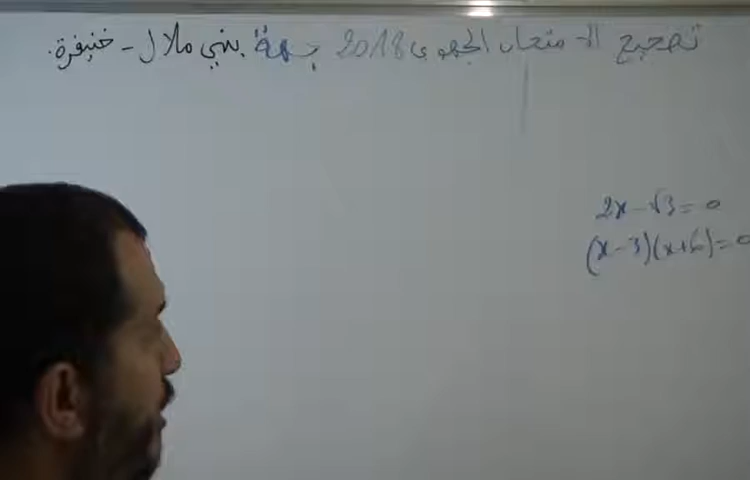 تصحيح الامتحان الجهوي 2018 جهة بني ملال - خنيفرة.
2x - √3 = 0
(x - 3)(x + 6) = 0